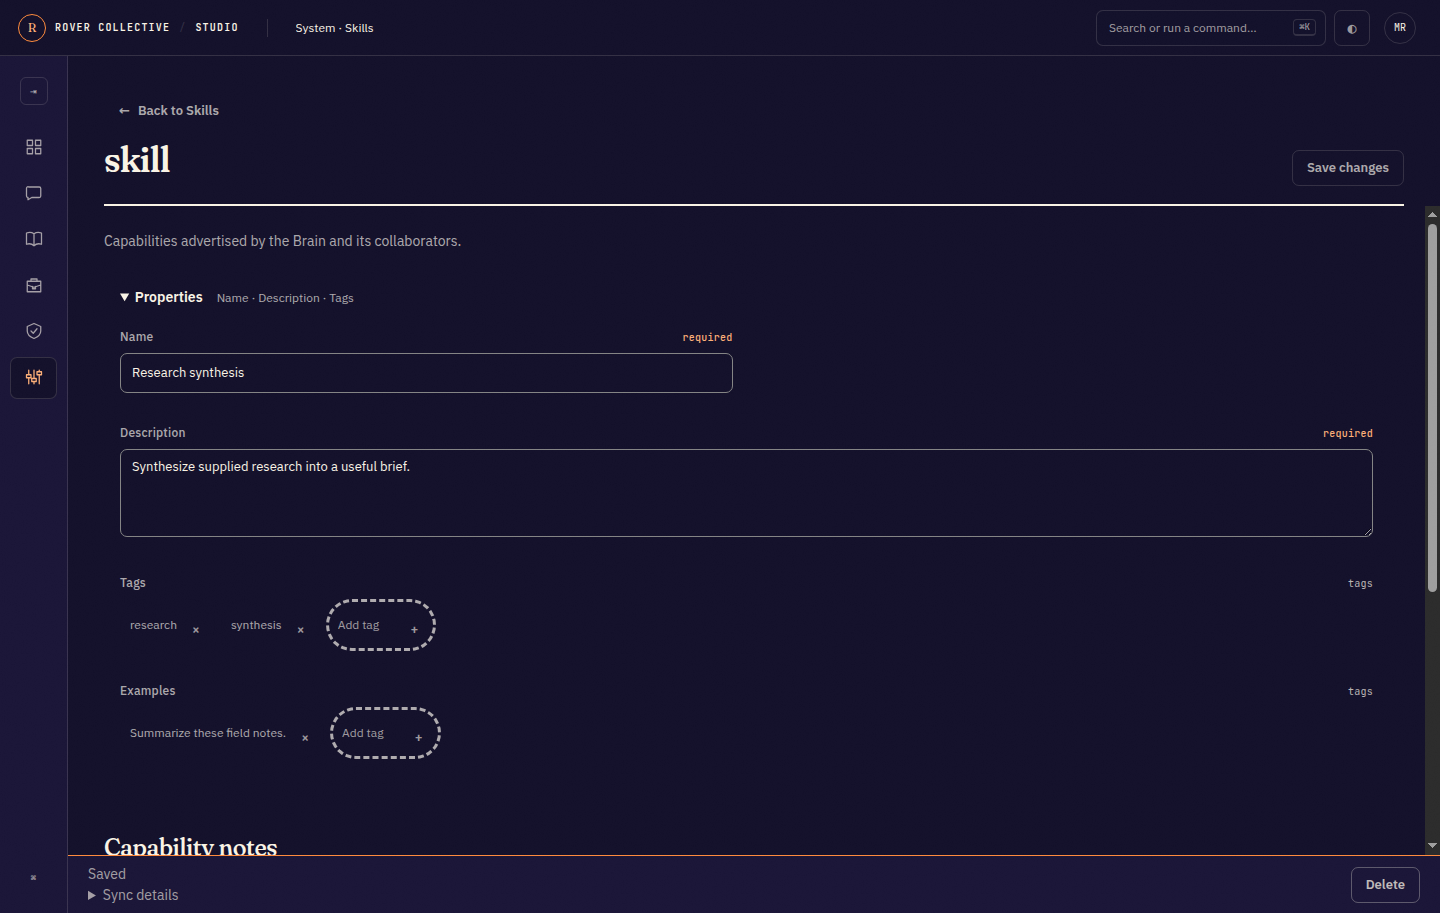 R ROVER COLLECTIVE / STUDIO
System · Skills
Search or run a command... ⌘K
MR
← Back to Skills
skill
Save changes
Capabilities advertised by the Brain and its collaborators.
▼ Properties Name · Description · Tags
Name required
Research synthesis
Description required
Synthesize supplied research into a useful brief.
Tags tags
research × synthesis × Add tag +
Examples tags
Summarize these field notes. × Add tag +
Capability notes
⌘
Saved
▶ Sync details
Delete